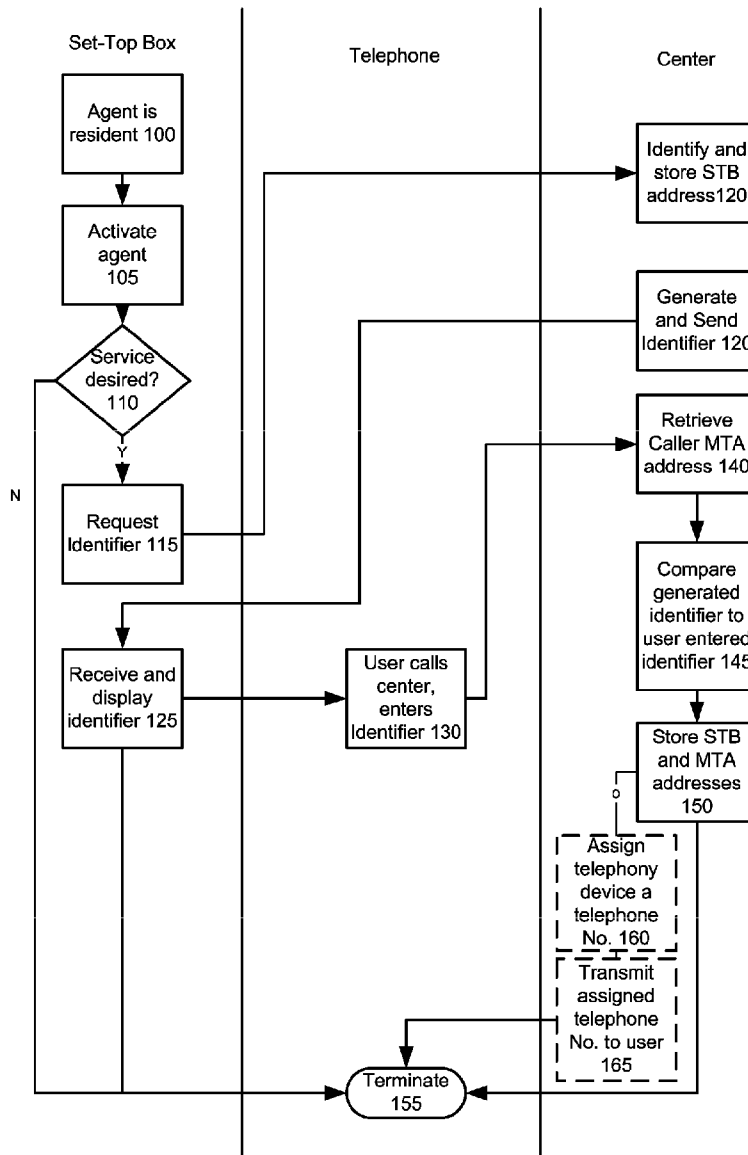 Set-Top Box
Telephone
Center
Agent is
resident 100
Activate
agent
105
Service
desired?
110
Y
N
Request
Identifier 115
Receive and
display
identifier 125
User calls
center,
enters
Identifier 130
Identify and
store STB
address120
Generate
and Send
Identifier 120
Retrieve
Caller MTA
address 140
Compare
generated
identifier to
user entered
identifier 145
Store STB
and MTA
addresses
150
O
Assign
telephony
device a
telephone
No. 160
Transmit
assigned
telephone
No. to user
165
Terminate
155